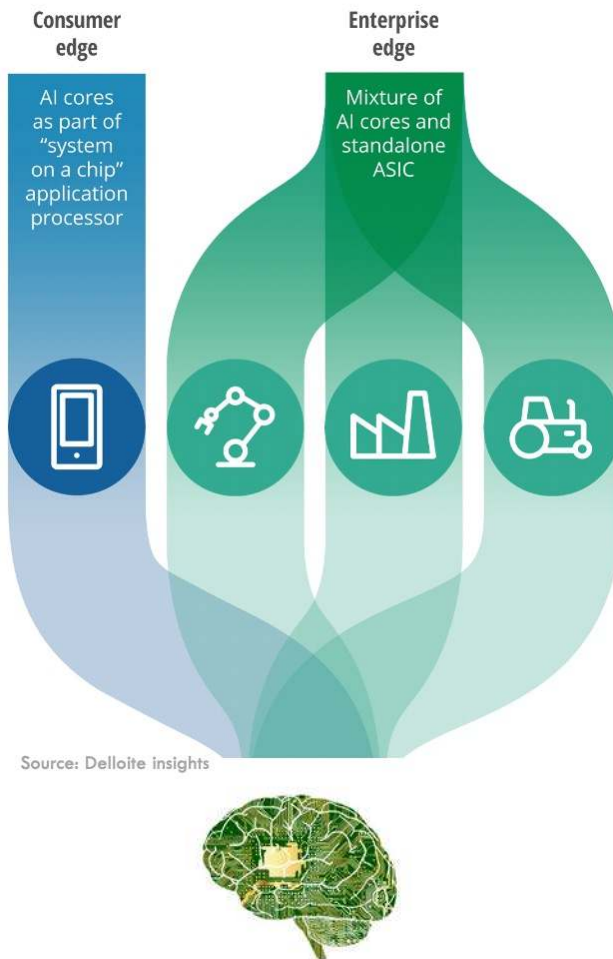 Consumer
edge
AI cores
as part of
“system
on a chip”
application
processor
Enterprise
edge
Mixture of
AI cores and
standalone
ASIC
Source: Delloite insights